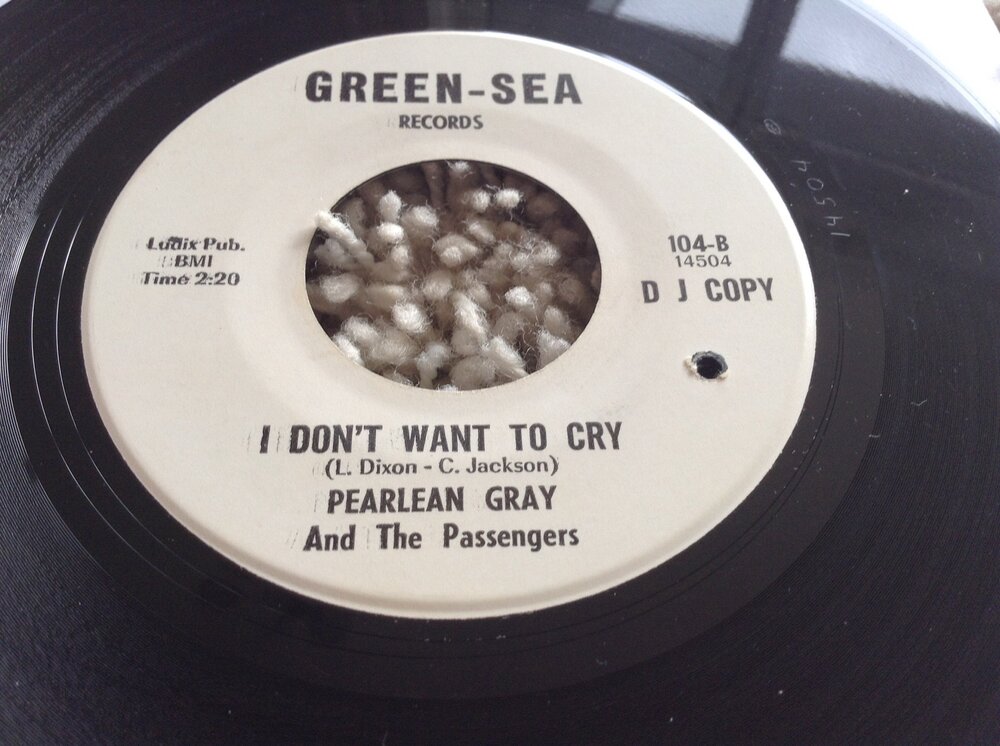 GREEN-SEA
RECORDS
Ludix Pub.
BMI
Time 2:20
104-B
14504
D J COPY
I DON'T WANT TO CRY
(L. Dixon - C. Jackson)
PEARLEAN GRAY
And The Passengers
14504